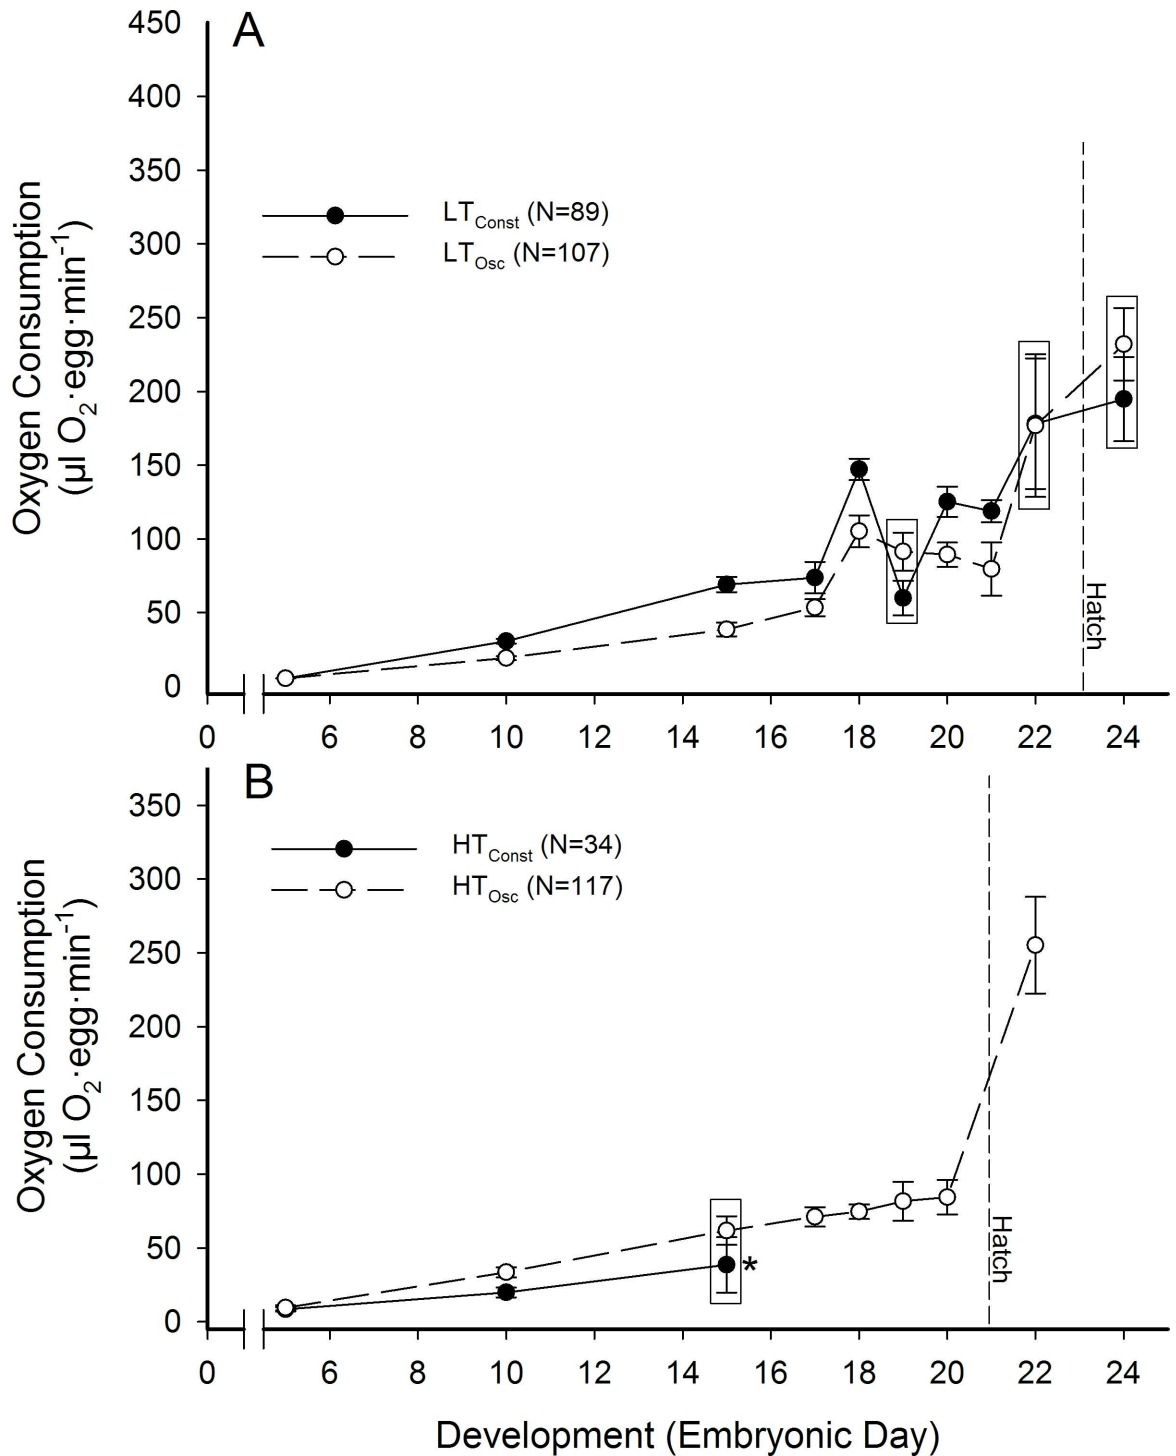 A
450
400
350
300
250
200
150
100
50
0
Oxygen Consumption
(µl O2·egg·min-1)
LTConst (N=89)
LTOsc (N=107)
Hatch
0 6 8 10 12 14 16 18 20 22 24
B
350
300
250
200
150
100
50
0
Oxygen Consumption
(µl O2·egg·min-1)
HTConst (N=34)
HTOsc (N=117)
*
Hatch
0 6 8 10 12 14 16 18 20 22 24
Development (Embryonic Day)